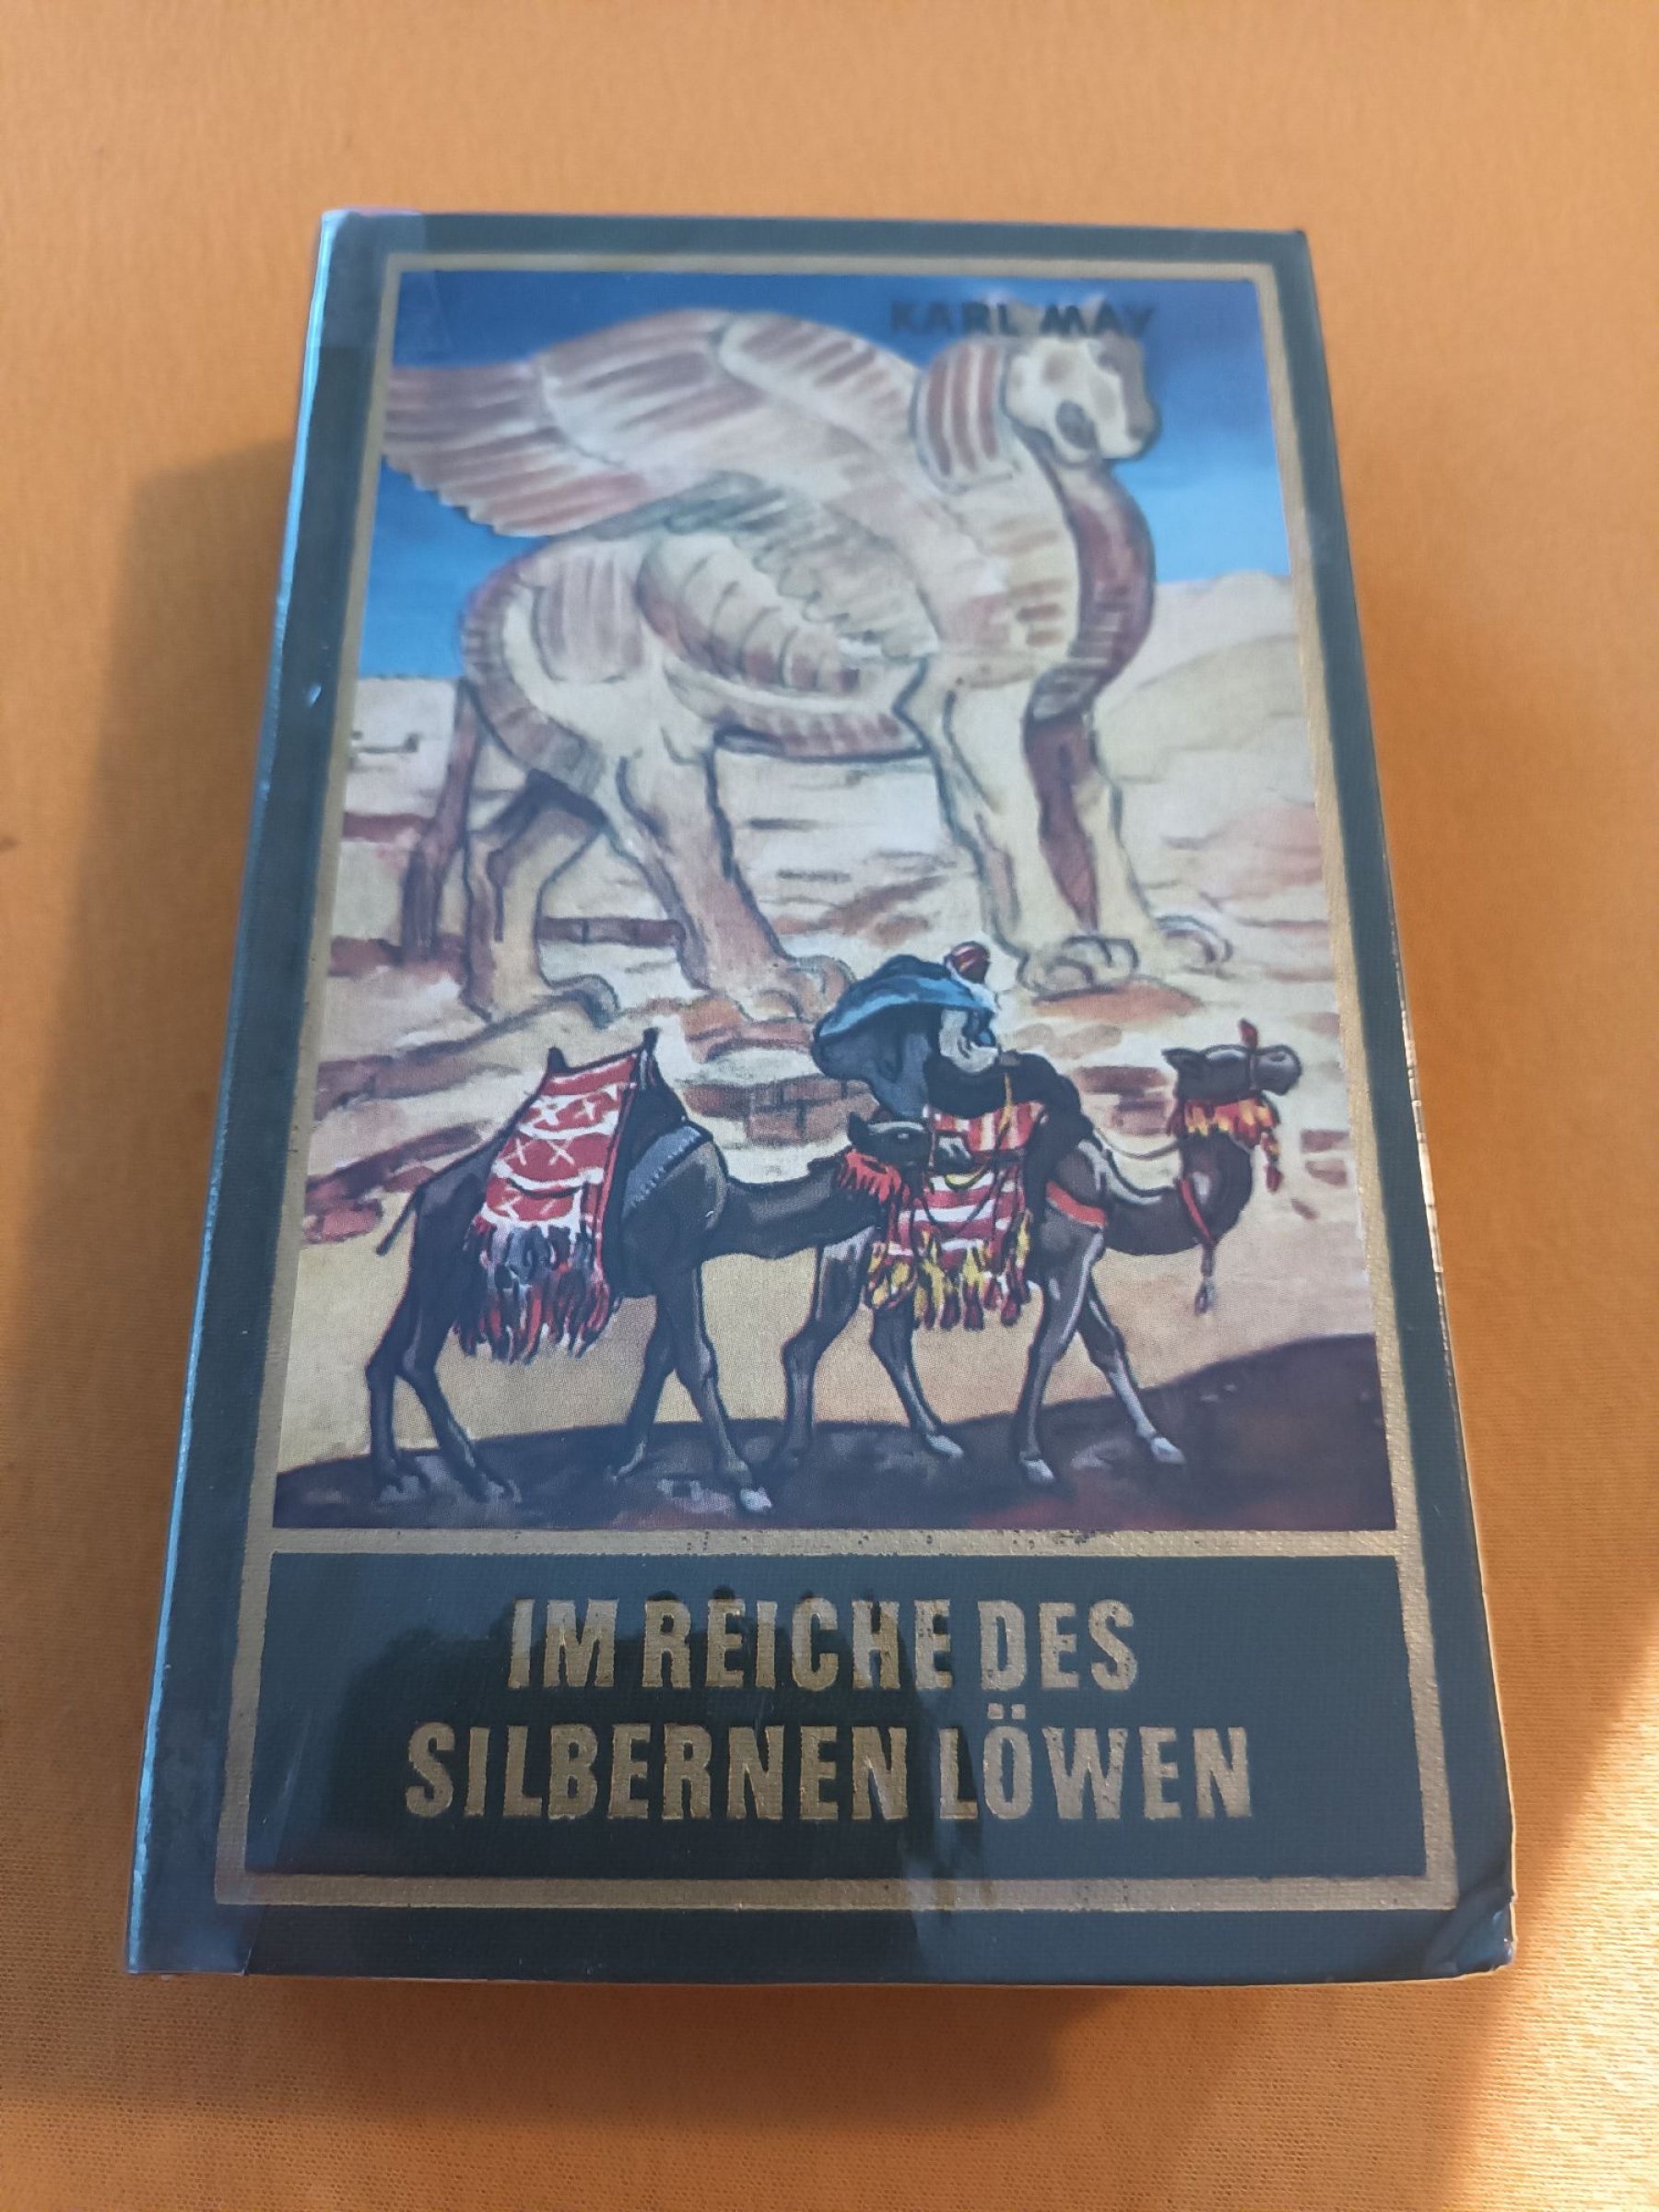 KARL MAY
IM REICHE DES
SILBERNEN LÖWEN